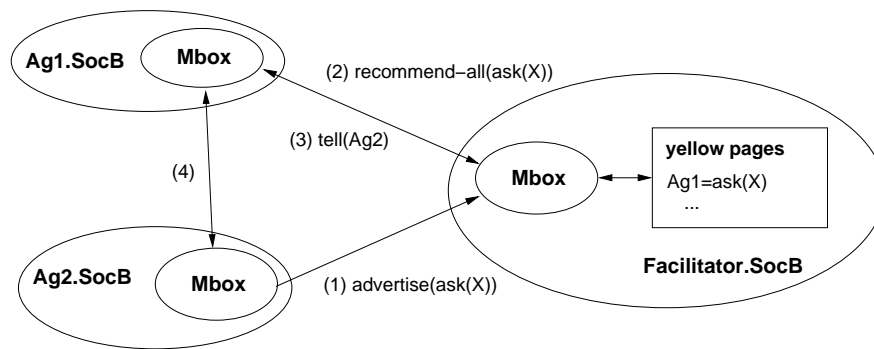 Ag1.SocB
Mbox
(2) recommend−all(ask(X))
(3) tell(Ag2)
(4)
Mbox
yellow pages
Ag1=ask(X)
...
Facilitator.SocB
Ag2.SocB
Mbox
(1) advertise(ask(X))